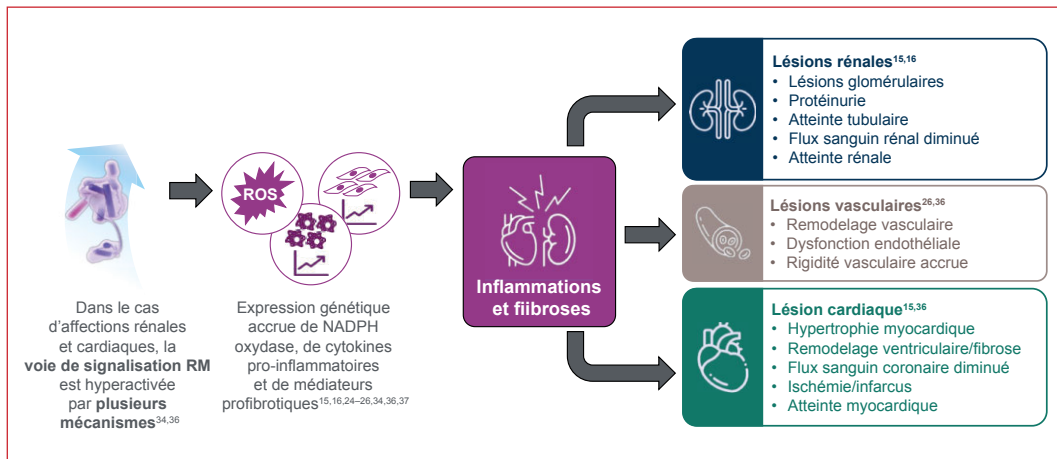 Dans le cas
d’affections rénales
et cardiaques, la
voie de signalisation RM
est hyperactivée
par plusieurs
mécanismes34,36
ROS
Expression génétique
accrue de NADPH
oxydase, de cytokines
pro-inflammatoires
et de médiateurs
profibrotiques15,16,24–26,34,36,37
Inflammations
et fiibroses
Lésions rénales15,16
• Lésions glomérulaires
• Protéinurie
• Atteinte tubulaire
• Flux sanguin rénal diminué
• Atteinte rénale
Lésions vasculaires26,36
• Remodelage vasculaire
• Dysfonction endothéliale
• Rigidité vasculaire accrue
Lésion cardiaque15,36
• Hypertrophie myocardique
• Remodelage ventriculaire/fibrose
• Flux sanguin coronaire diminué
• Ischémie/infarcus
• Atteinte myocardique